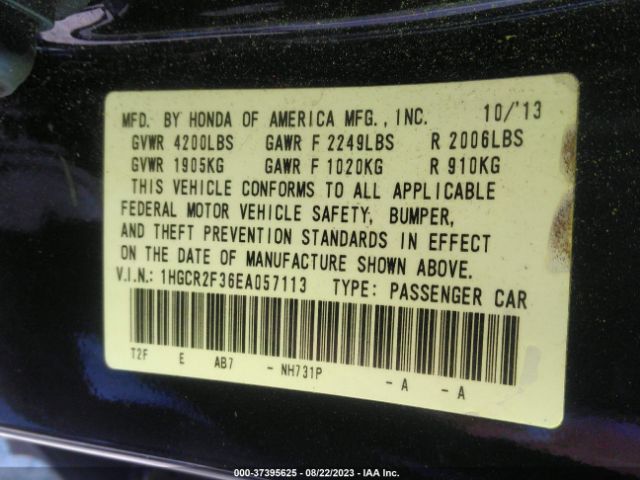 MFD. BY HONDA OF AMERICA MFG., INC. 10/'13
GVWR 4200LBS GAWR F 2249LBS R 2006LBS
GVWR 1905KG GAWR F 1020KG R 910KG
THIS VEHICLE CONFORMS TO ALL APPLICABLE
FEDERAL MOTOR VEHICLE SAFETY, BUMPER,
AND THEFT PREVENTION STANDARDS IN EFFECT
ON THE DATE OF MANUFACTURE SHOWN ABOVE.
V.I.N.: 1HGCR2F36EA057113 TYPE: PASSENGER CAR
T2F E AB7 - NH731P - A - A
000-37395625 - 08/22/2023 - IAA Inc.